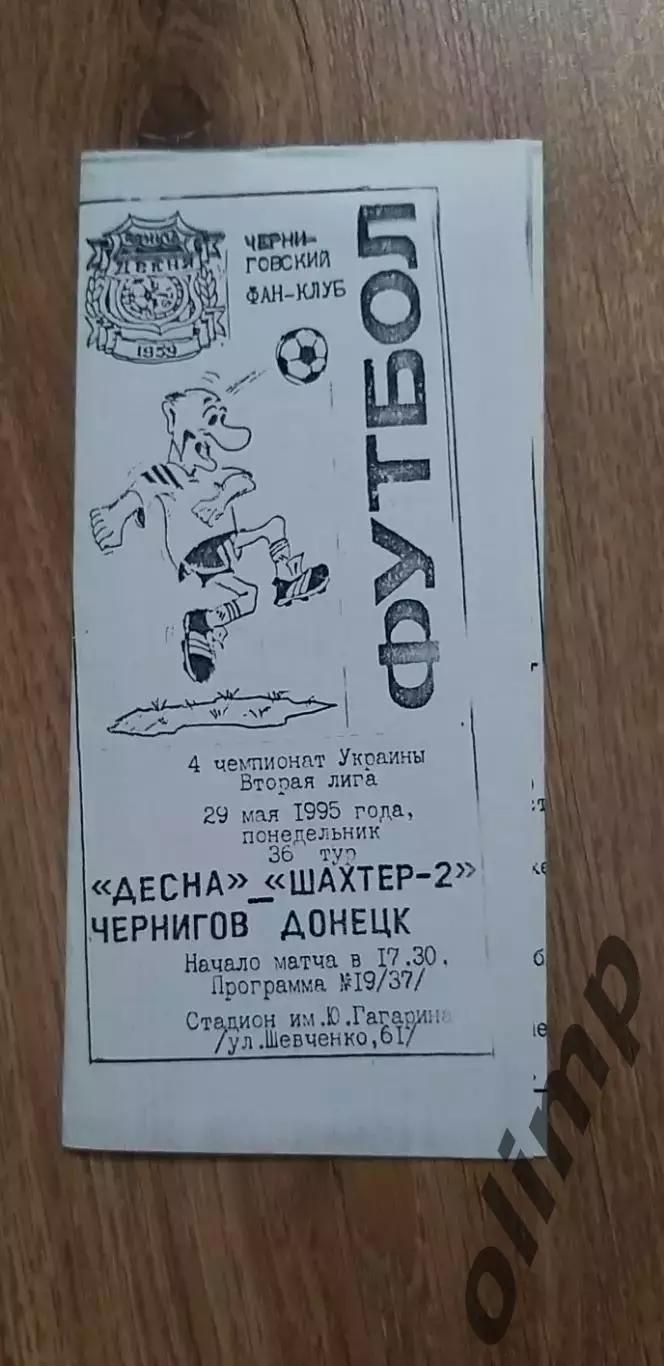 ДЕСНА
1959
ЧЕРНИ-
ГОВСКИЙ
ФАН-КЛУБ
ФУТБОЛ
4 чемпионат Украины
Вторая лига
29 мая 1995 года,
понедельник
36 тур
«ДЕСНА»_«ШАХТЕР-2»
ЧЕРНИГОВ ДОНЕЦК
Начало матча в 17.30.
Программа №19/37/
Стадион им.Ю.Гагарина
/ул.Шевченко,61/
olimp